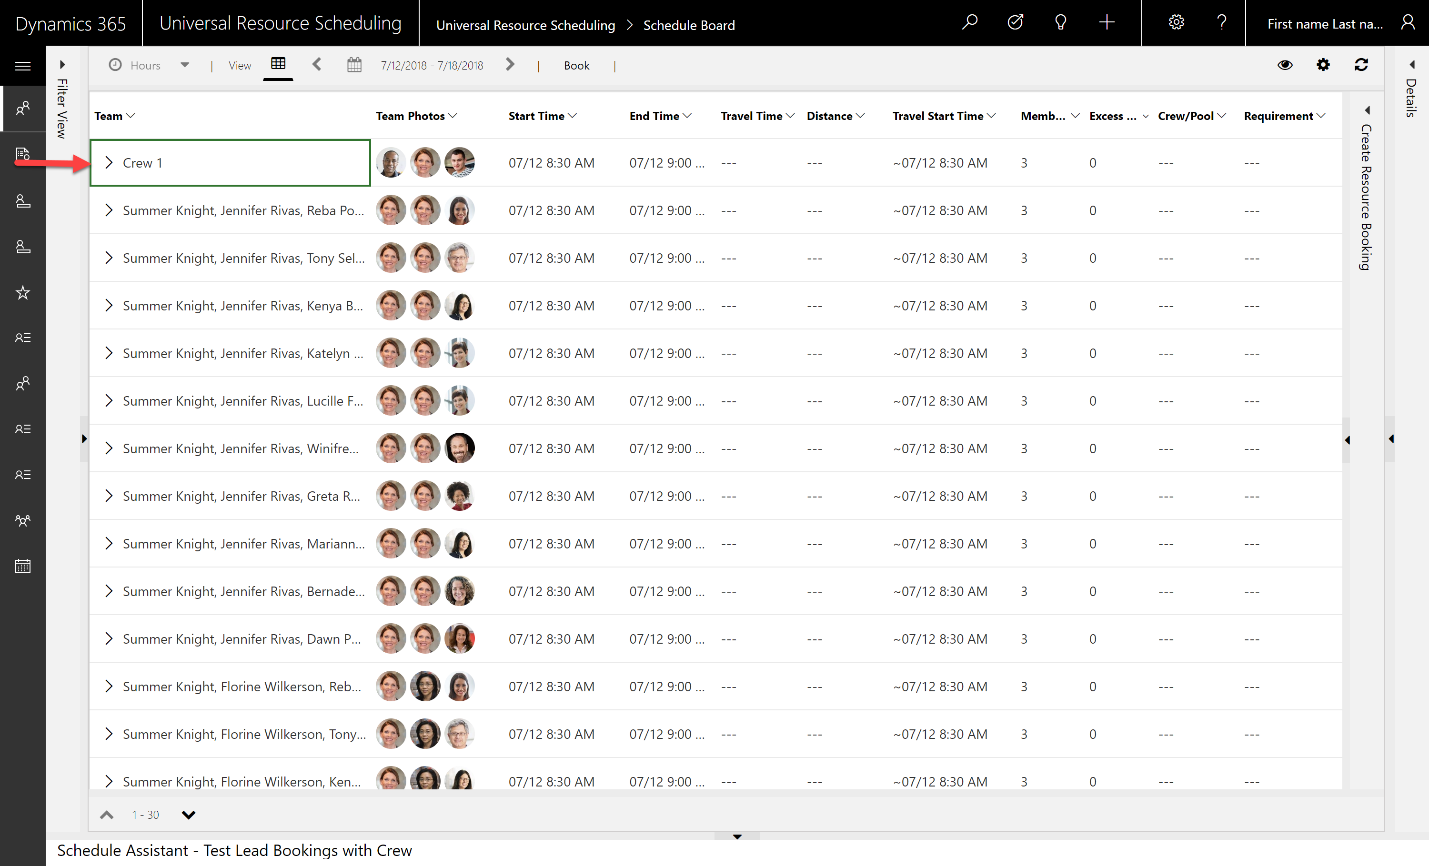 Dynamics 365 Universal Resource Scheduling Universal Resource Scheduling > Schedule Board First name Last na...
Filter View
Hours | View 7/12/2018 - 7/18/2018 | Book |
Details
Team Team Photos Start Time End Time Travel Time Distance Travel Start Time Memb... Excess ... Crew/Pool Requirement
Create Resource Booking
Crew 1 07/12 8:30 AM 07/12 9:00 ... --- --- ~07/12 8:30 AM 3 0 --- ---
Summer Knight, Jennifer Rivas, Reba Po... 07/12 8:30 AM 07/12 9:00 ... --- --- ~07/12 8:30 AM 3 0 --- ---
Summer Knight, Jennifer Rivas, Tony Sel... 07/12 8:30 AM 07/12 9:00 ... --- --- ~07/12 8:30 AM 3 0 --- ---
Summer Knight, Jennifer Rivas, Kenya B... 07/12 8:30 AM 07/12 9:00 ... --- --- ~07/12 8:30 AM 3 0 --- ---
Summer Knight, Jennifer Rivas, Katelyn ... 07/12 8:30 AM 07/12 9:00 ... --- --- ~07/12 8:30 AM 3 0 --- ---
Summer Knight, Jennifer Rivas, Lucille F... 07/12 8:30 AM 07/12 9:00 ... --- --- ~07/12 8:30 AM 3 0 --- ---
Summer Knight, Jennifer Rivas, Winifre... 07/12 8:30 AM 07/12 9:00 ... --- --- ~07/12 8:30 AM 3 0 --- ---
Summer Knight, Jennifer Rivas, Greta R... 07/12 8:30 AM 07/12 9:00 ... --- --- ~07/12 8:30 AM 3 0 --- ---
Summer Knight, Jennifer Rivas, Mariann... 07/12 8:30 AM 07/12 9:00 ... --- --- ~07/12 8:30 AM 3 0 --- ---
Summer Knight, Jennifer Rivas, Bernade... 07/12 8:30 AM 07/12 9:00 ... --- --- ~07/12 8:30 AM 3 0 --- ---
Summer Knight, Jennifer Rivas, Dawn P... 07/12 8:30 AM 07/12 9:00 ... --- --- ~07/12 8:30 AM 3 0 --- ---
Summer Knight, Florine Wilkerson, Reb... 07/12 8:30 AM 07/12 9:00 ... --- --- ~07/12 8:30 AM 3 0 --- ---
Summer Knight, Florine Wilkerson, Tony... 07/12 8:30 AM 07/12 9:00 ... --- --- ~07/12 8:30 AM 3 0 --- ---
Summer Knight, Florine Wilkerson, Ken... 07/12 8:30 AM 07/12 9:00 ... --- --- ~07/12 8:30 AM 3 0 --- ---
1 - 30
Schedule Assistant - Test Lead Bookings with Crew